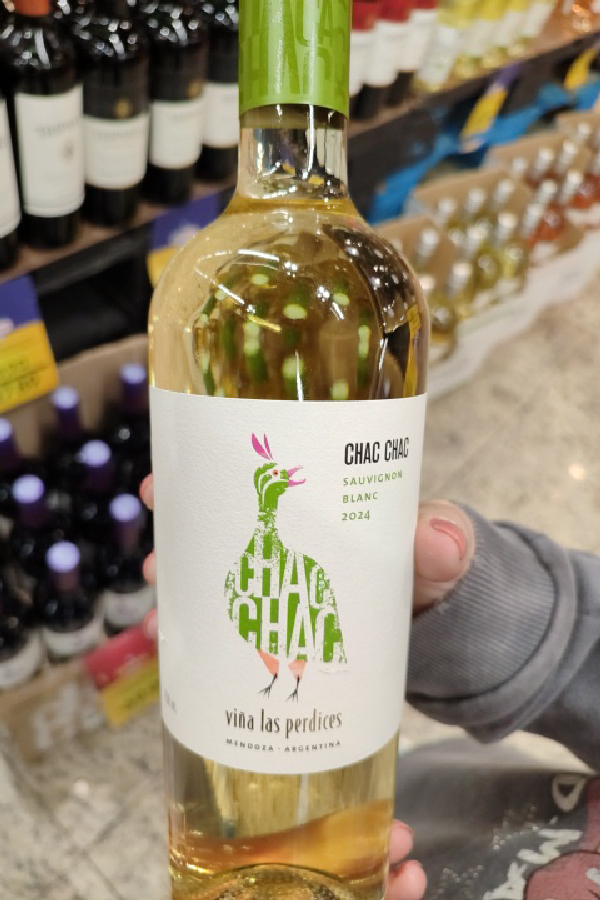 CHAC CHAC
SAUVIGNON
BLANC
2024
CHAC
CHAC
viña las perdices
MENDOZA · ARGENTINA